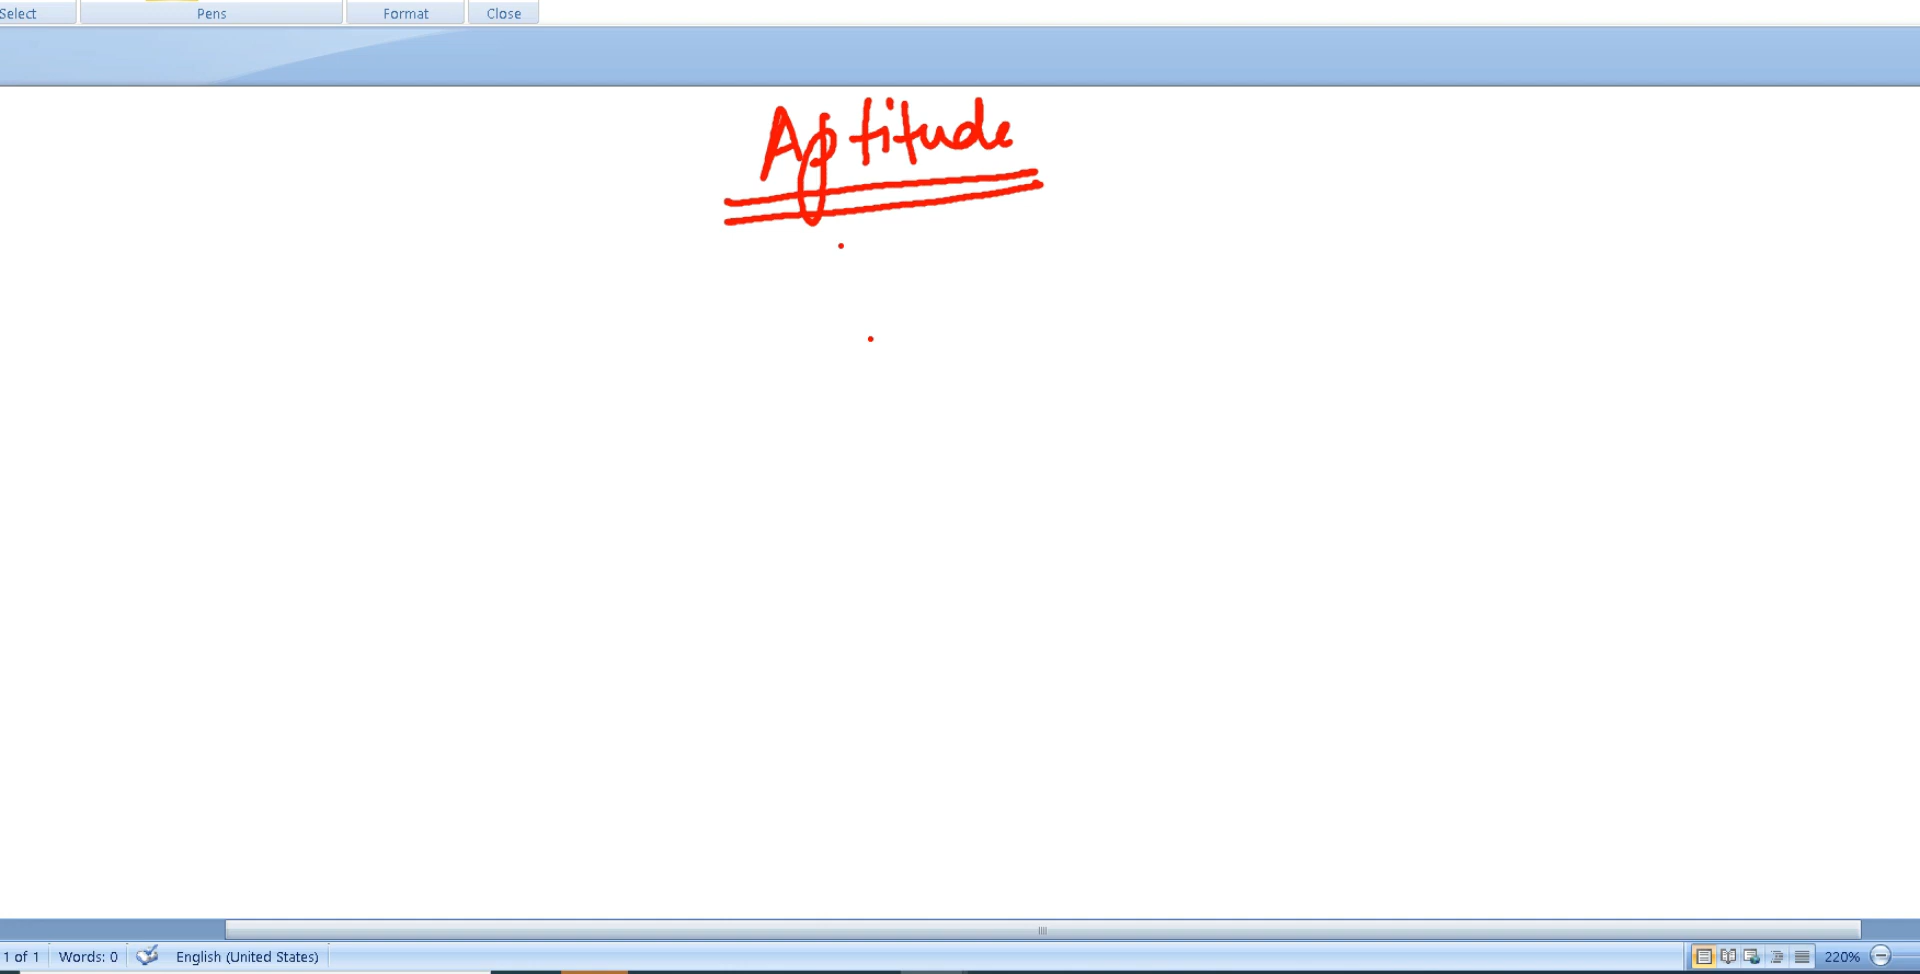 Select Pens Format Close
Aptitude
1 of 1 Words: 0 English (United States) 220%